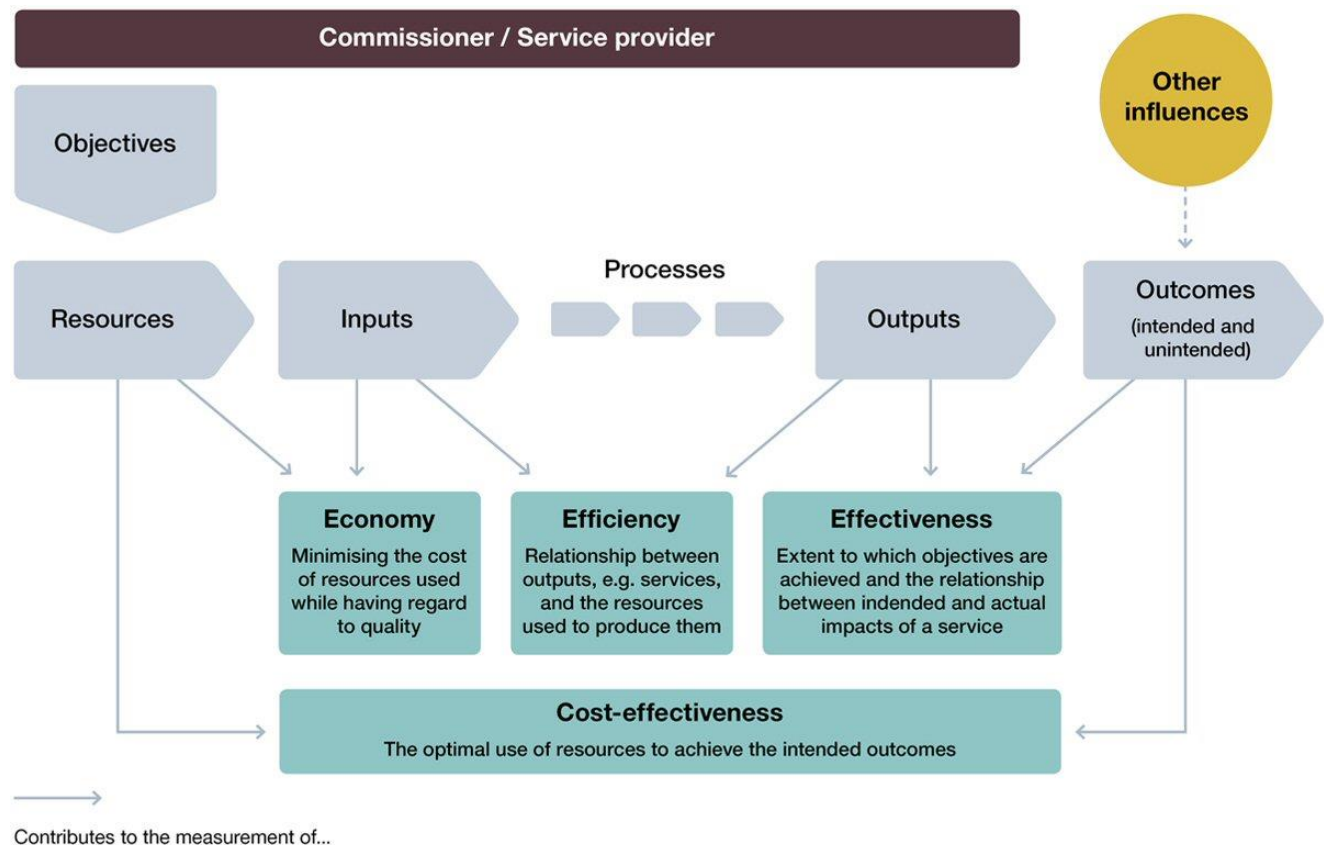 Commissioner / Service provider
Other
influences
Objectives
Resources
Inputs
Processes
Outputs
Outcomes
(intended and
unintended)
Economy
Minimising the cost
of resources used
while having regard
to quality
Efficiency
Relationship between
outputs, e.g. services,
and the resources
used to produce them
Effectiveness
Extent to which objectives are
achieved and the relationship
between indended and actual
impacts of a service
Cost-effectiveness
The optimal use of resources to achieve the intended outcomes
Contributes to the measurement of...